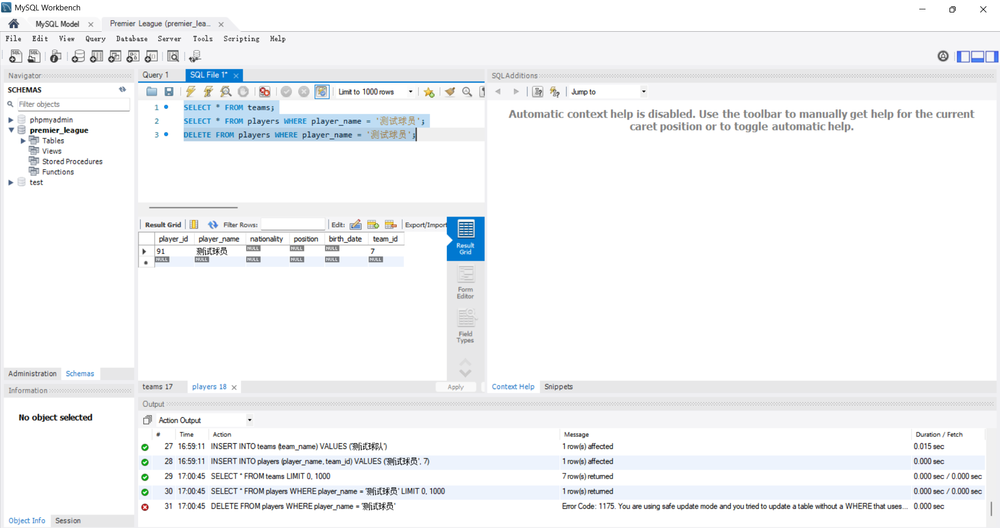 MySQL Workbench
MySQL Model
Premier League (premier_lea...
File Edit View Query Database Server Tools Scripting Help
Navigator
SCHEMAS
Filter objects
phpmyadmin
premier_league
Tables
Views
Stored Procedures
Functions
test
Administration Schemas
Information
No object selected
Object Info Session
Query 1 SQL File 1*
Limit to 1000 rows
1 SELECT * FROM teams;
2 SELECT * FROM players WHERE player_name = '测试球员';
3 DELETE FROM players WHERE player_name = '测试球员';
Result Grid Filter Rows: Edit: Export/Import
player_id player_name nationality position birth_date team_id
91 测试球员 NULL NULL NULL 7
NULL NULL NULL NULL NULL NULL
Result Grid
Form Editor
Field Types
teams 17 players 18 Apply
SQLAdditions
Jump to
Automatic context help is disabled. Use the toolbar to manually get help for the current
caret position or to toggle automatic help.
Context Help Snippets
Output
Action Output
# Time Action Message Duration / Fetch
27 16:59:11 INSERT INTO teams (team_name) VALUES ('测试球队') 1 row(s) affected 0.015 sec
28 16:59:11 INSERT INTO players (player_name, team_id) VALUES ('测试球员', 7) 1 row(s) affected 0.000 sec
29 17:00:45 SELECT * FROM teams LIMIT 0, 1000 7 row(s) returned 0.000 sec / 0.000 sec
30 17:00:45 SELECT * FROM players WHERE player_name = '测试球员' LIMIT 0, 1000 1 row(s) returned 0.000 sec / 0.000 sec
31 17:00:45 DELETE FROM players WHERE player_name = '测试球员' Error Code: 1175. You are using safe update mode and you tried to update a table without a WHERE that uses... 0.000 sec